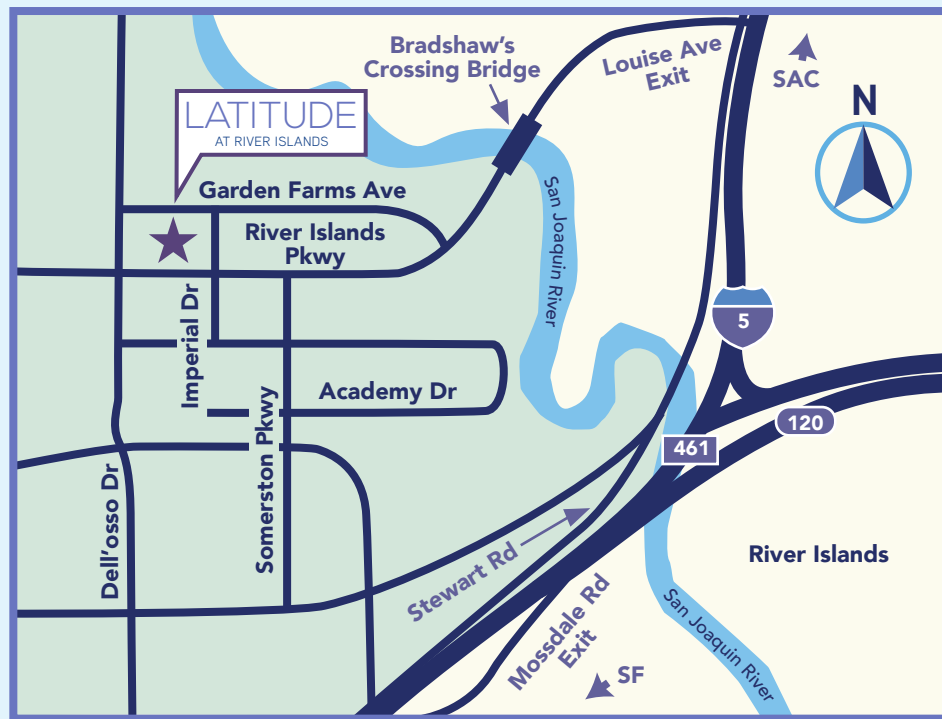 Bradshaw's
Crossing Bridge
Louise Ave
Exit
SAC
N
LATITUDE
AT RIVER ISLANDS
Garden Farms Ave
River Islands
Pkwy
San Joaquin River
Imperial Dr
5
Academy Dr
120
461
Somerston Pkwy
Dell'osso Dr
Stewart Rd
River Islands
Mossdale Rd
Exit
SF
San Joaquin River